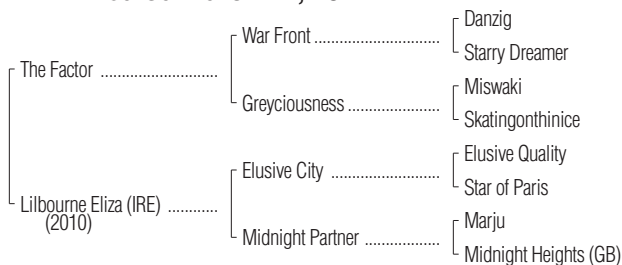 The Factor
War Front
Danzig
Starry Dreamer
Greyciousness
Miswaki
Skatingonthinice
Lilbourne Eliza (IRE)
(2010)
Elusive City
Elusive Quality
Star of Paris
Midnight Partner
Marju
Midnight Heights (GB)